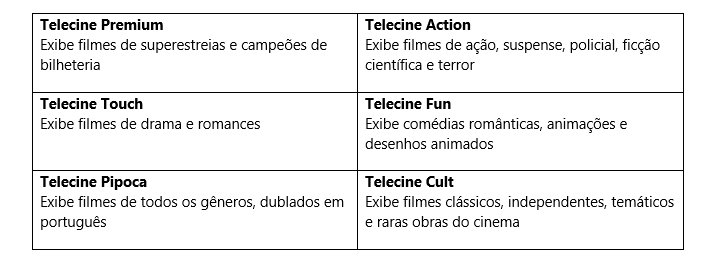 Telecine Premium
Exibe filmes de superestreias e campeões de
bilheteria
Telecine Action
Exibe filmes de ação, suspense, policial, ficção
científica e terror
Telecine Touch
Exibe filmes de drama e romances
Telecine Fun
Exibe comédias românticas, animações e
desenhos animados
Telecine Pipoca
Exibe filmes de todos os gêneros, dublados em
português
Telecine Cult
Exibe filmes clássicos, independentes, temáticos
e raras obras do cinema